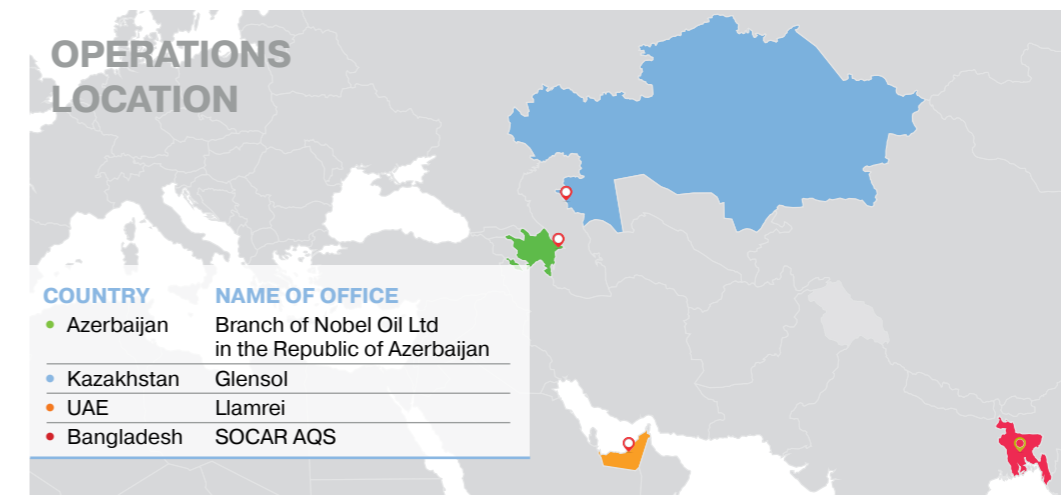 OPERATIONS
LOCATION
COUNTRY NAME OF OFFICE
Azerbaijan Branch of Nobel Oil Ltd
in the Republic of Azerbaijan
Kazakhstan Glensol
UAE Llamrei
Bangladesh SOCAR AQS